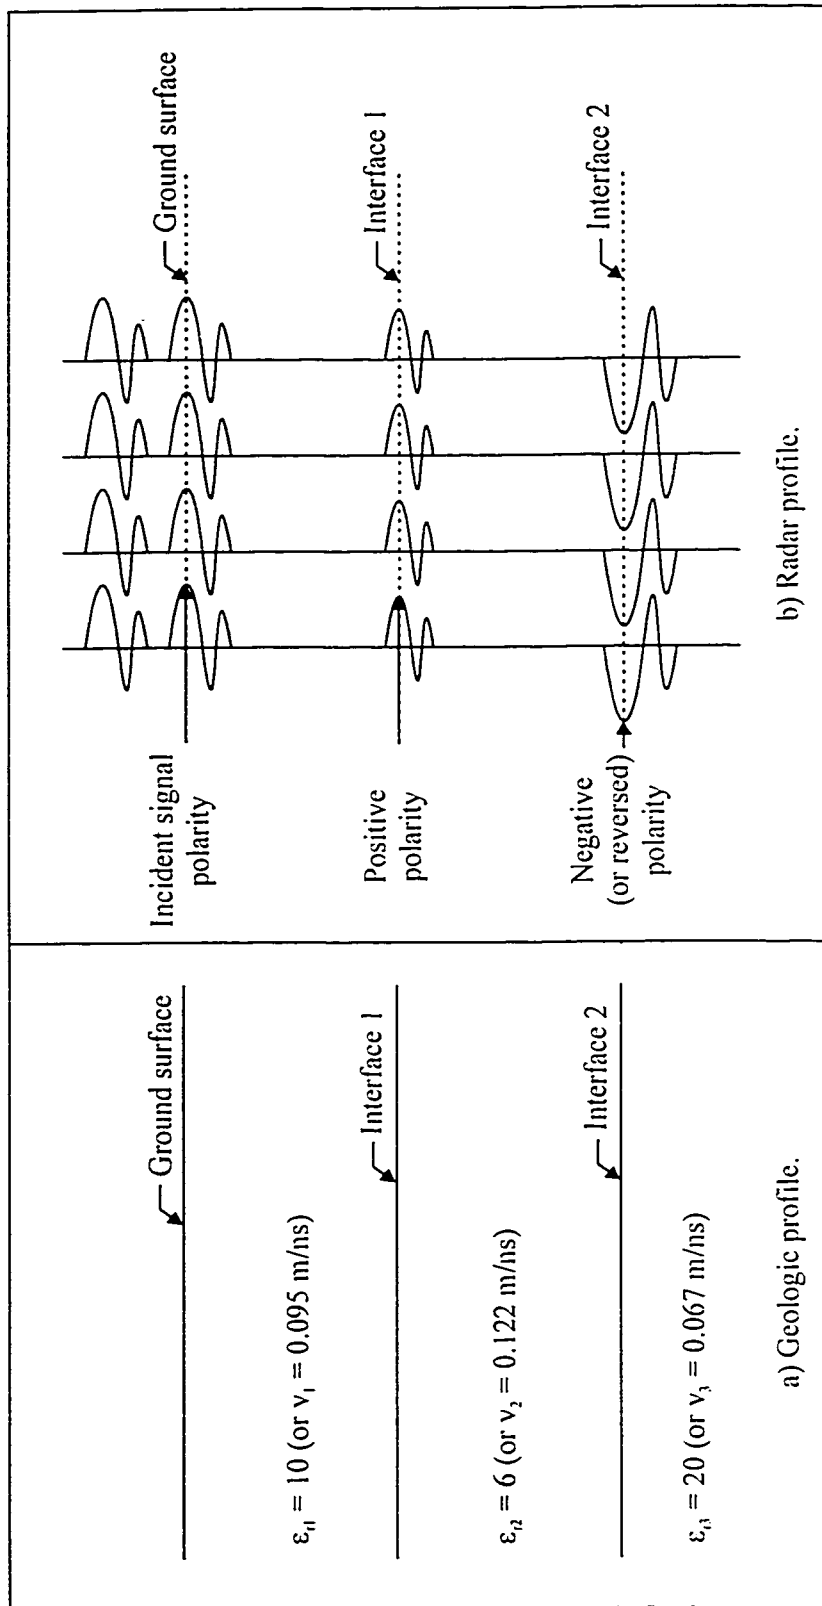 Ground surface
ε_r1 = 10 (or v_1 = 0.095 m/ns)
Interface 1
ε_r2 = 6 (or v_2 = 0.122 m/ns)
Interface 2
ε_r3 = 20 (or v_3 = 0.067 m/ns)
a) Geologic profile.
Incident signal
polarity
Ground surface
Positive
polarity
Interface 1
Negative
(or reversed)
polarity
Interface 2
b) Radar profile.